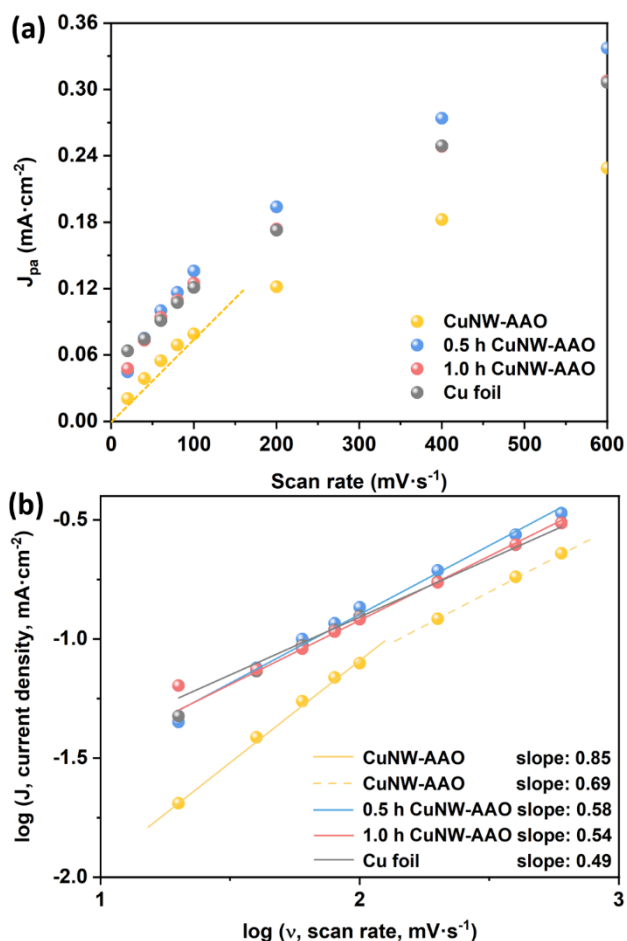 (a)
0.36
0.30
0.24
0.18
0.12
0.06
0.00
J_pa (mA·cm⁻²)
CuNW-AAO
0.5 h CuNW-AAO
1.0 h CuNW-AAO
Cu foil
0 100 200 300 400 500 600
Scan rate (mV·s⁻¹)
(b)
-0.5
-1.0
-1.5
-2.0
log (J, current density, mA·cm⁻²)
CuNW-AAO slope: 0.85
CuNW-AAO slope: 0.69
0.5 h CuNW-AAO slope: 0.58
1.0 h CuNW-AAO slope: 0.54
Cu foil slope: 0.49
1 2 3
log (ν, scan rate, mV·s⁻¹)